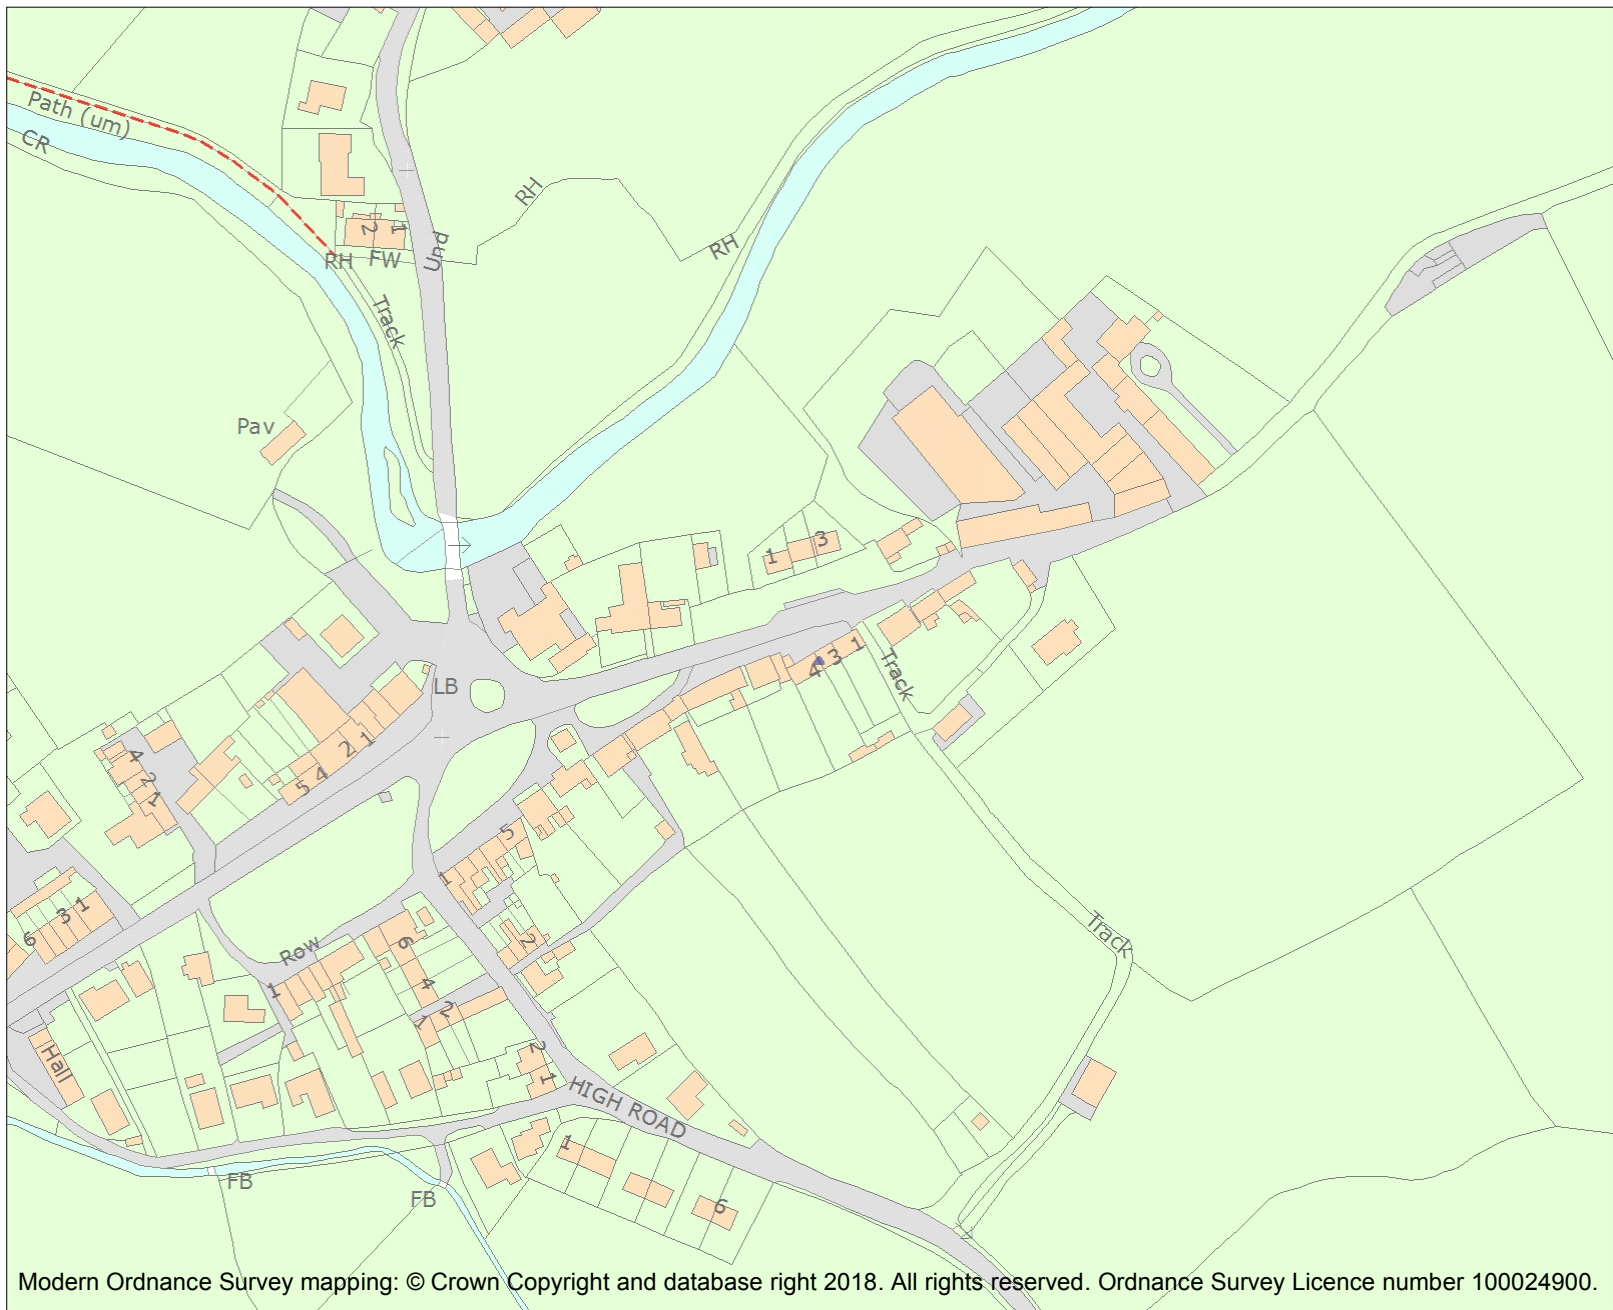 Path (um)
CR
RH
RH
2
1
Und
RH
FW
Track
Pav
1
3
4
3
1
Track
LB
4
2
1
2
1
5
4
5
1
6
3
1
Row
6
2
1
4
2
1
Track
Hall
2
1
HIGH ROAD
1
FB
FB
6
Modern Ordnance Survey mapping: © Crown Copyright and database right 2018. All rights reserved. Ordnance Survey Licence number 100024900.